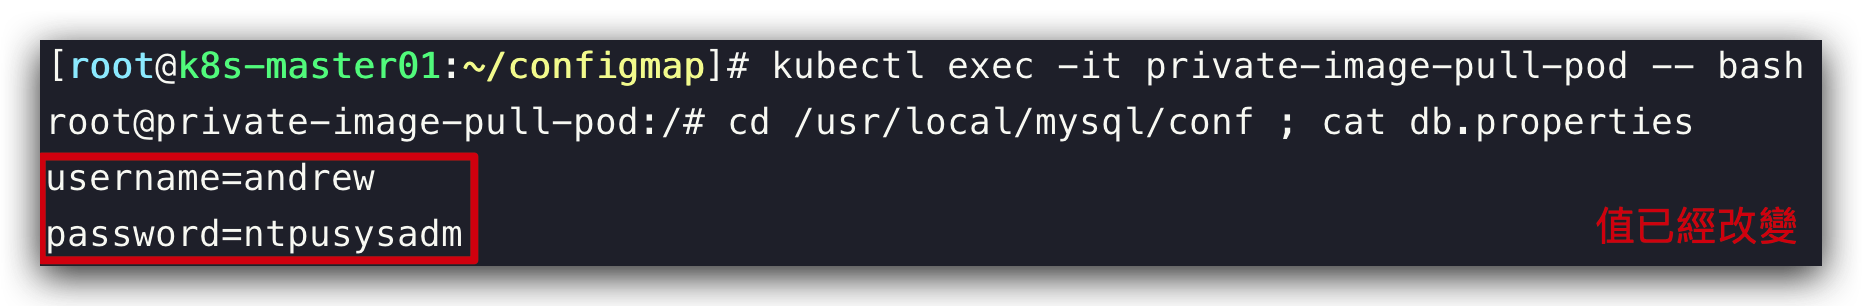 [root@k8s-master01:~/configmap]# kubectl exec -it private-image-pull-pod -- bash
root@private-image-pull-pod:/# cd /usr/local/mysql/conf ; cat db.properties
username=andrew
password=ntpusysadm
值已經改變